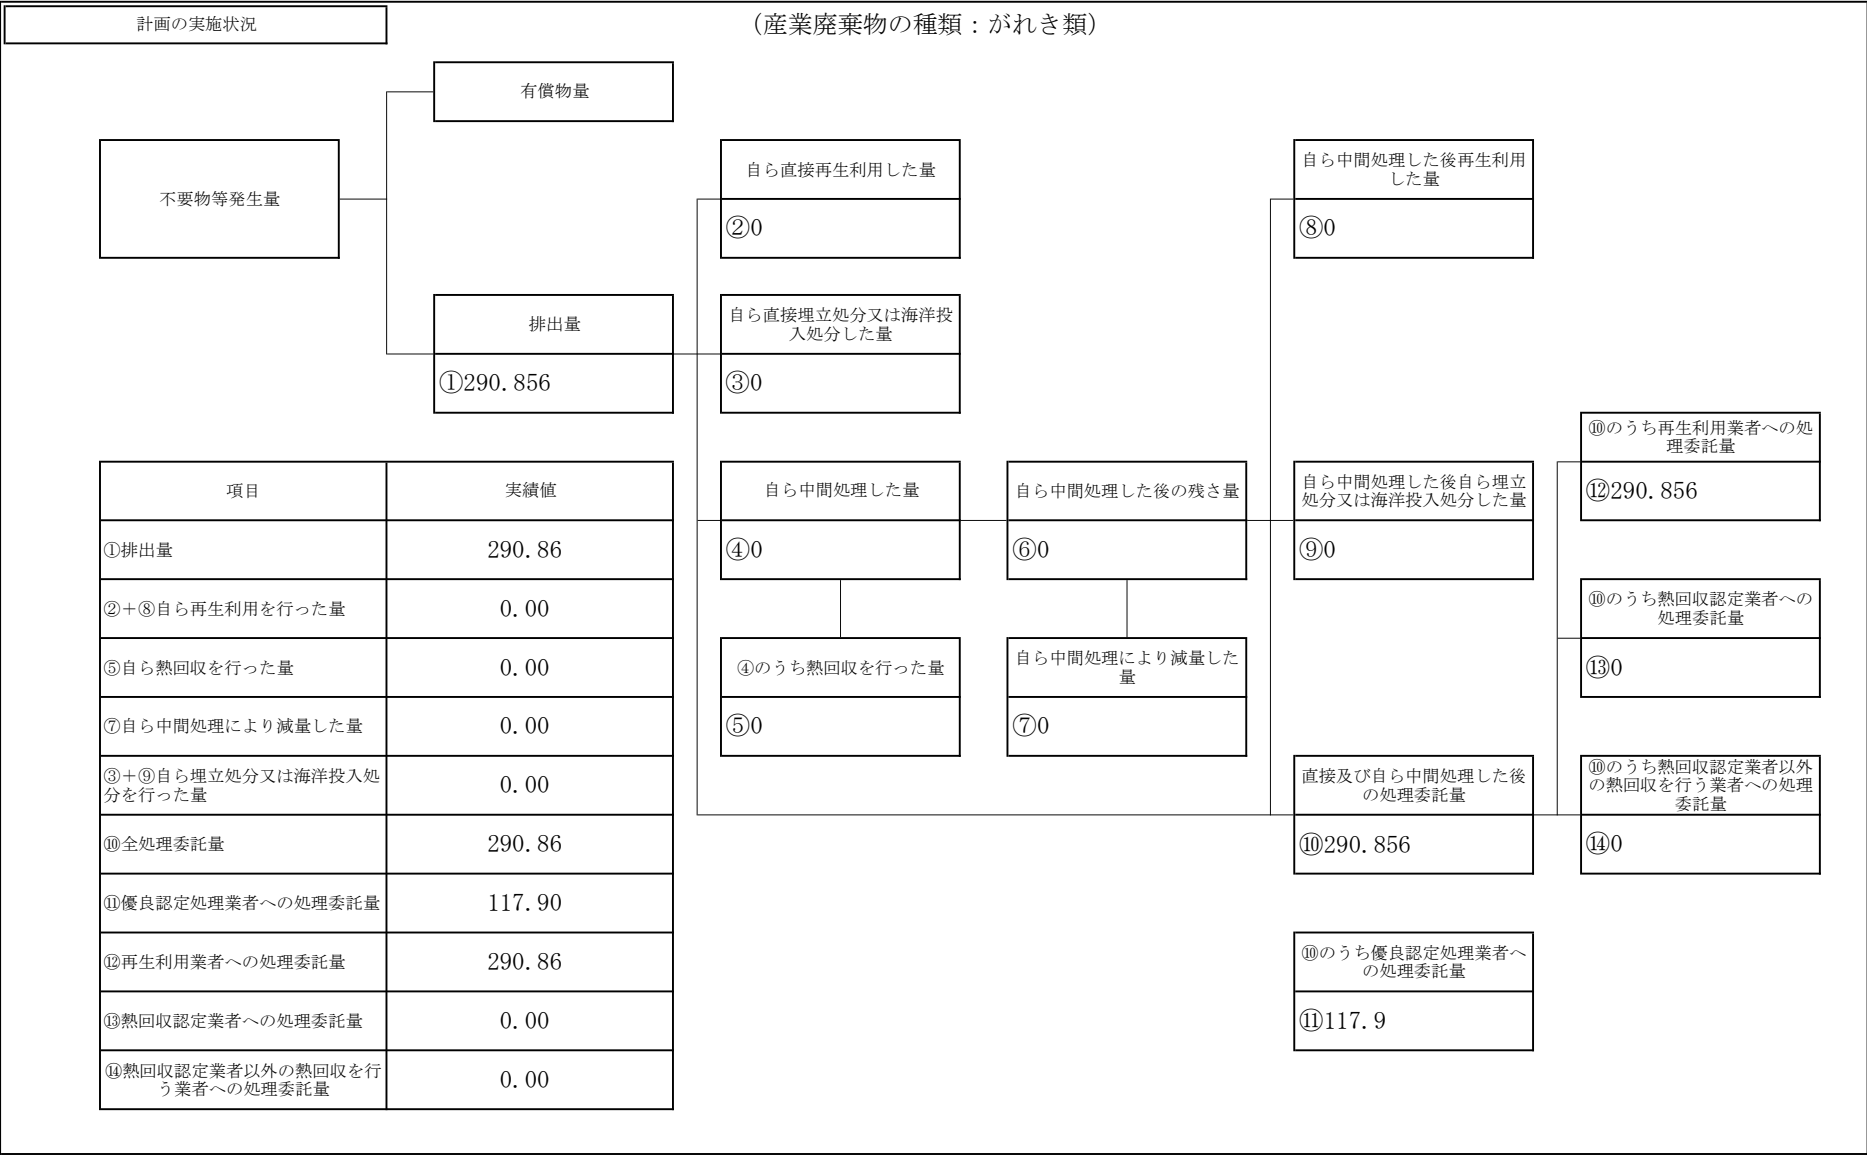 計画の実施状況
（産業廃棄物の種類：がれき類）
有償物量
不要物等発生量
自ら直接再生利用した量
②0
自ら中間処理した後再生利用
した量
⑧0
排出量
①290.856
自ら直接埋立処分又は海洋投
入処分した量
③0
⑩のうち再生利用業者への処
理委託量
⑫290.856
自ら中間処理した量
④0
自ら中間処理した後の残さ量
⑥0
自ら中間処理した後自ら埋立
処分又は海洋投入処分した量
⑨0
⑩のうち熱回収認定業者への
処理委託量
⑬0
④のうち熱回収を行った量
⑤0
自ら中間処理により減量した
量
⑦0
直接及び自ら中間処理した後
の処理委託量
⑩290.856
⑩のうち熱回収認定業者以外
の熱回収を行う業者への処理
委託量
⑭0
⑩のうち優良認定処理業者へ
の処理委託量
⑪117.9
項目 実績値
①排出量 290.86
②＋⑧自ら再生利用を行った量 0.00
⑤自ら熱回収を行った量 0.00
⑦自ら中間処理により減量した量 0.00
③＋⑨自ら埋立処分又は海洋投入処
分を行った量 0.00
⑩全処理委託量 290.86
⑪優良認定処理業者への処理委託量 117.90
⑫再生利用業者への処理委託量 290.86
⑬熱回収認定業者への処理委託量 0.00
⑭熱回収認定業者以外の熱回収を行
う業者への処理委託量 0.00